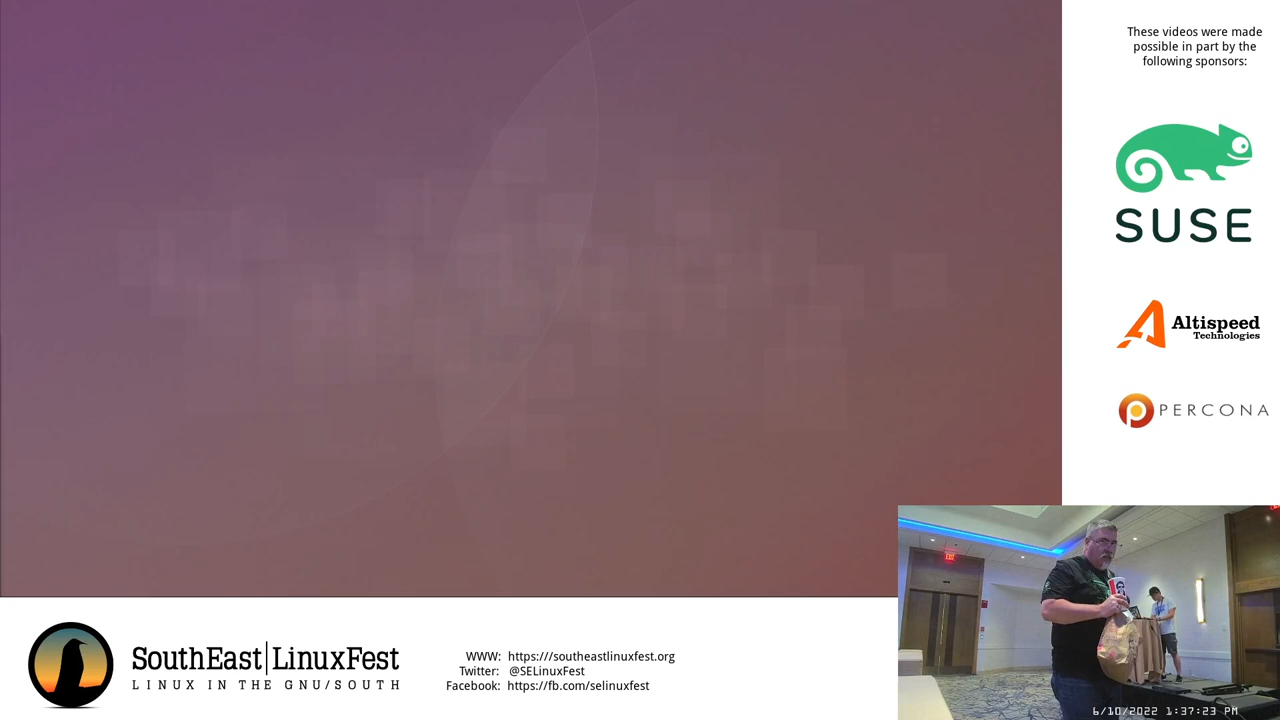 These videos were made
possible in part by the
following sponsors:
SUSE
Altispeed
Technologies
PERCONA
SouthEast|LinuxFest
LINUX IN THE GNU/SOUTH
WWW: https:///southeastlinuxfest.org
Twitter: @SELinuxFest
Facebook: https://fb.com/selinuxfest
EXIT
6/10/2022 1:37:23 PM